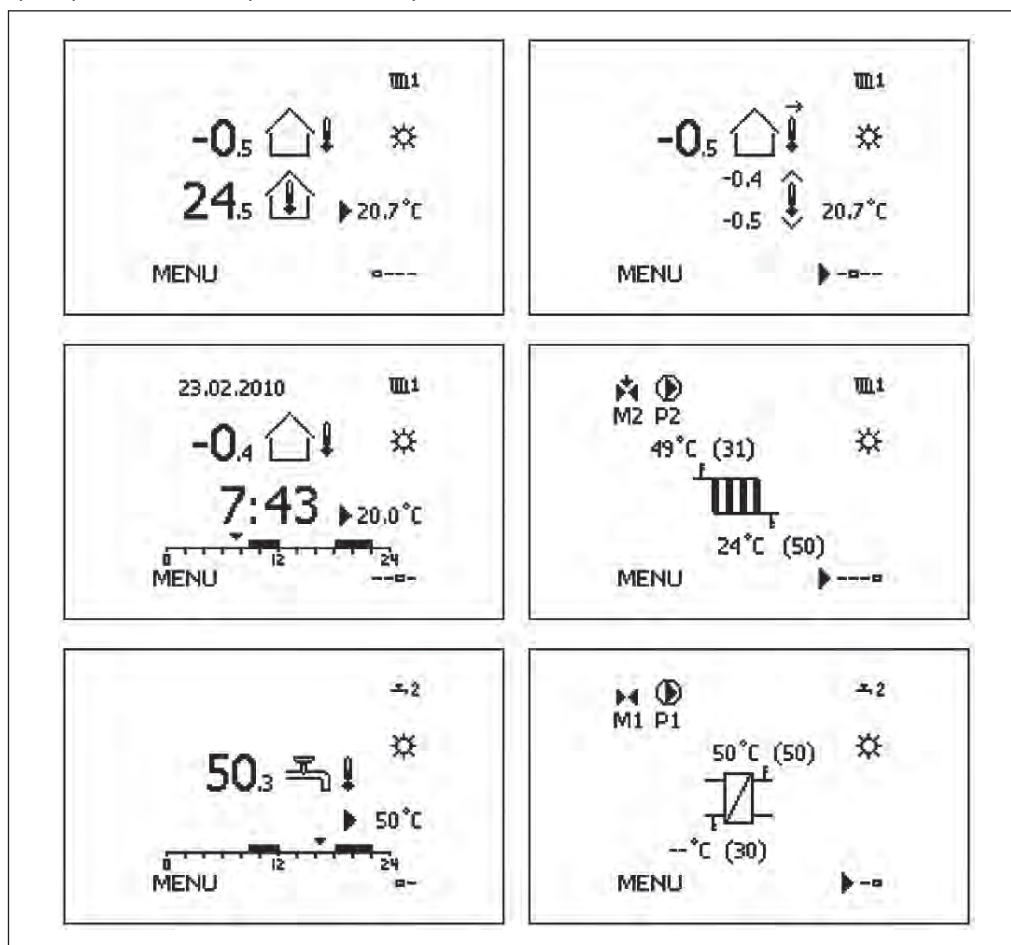 1
-0.5
24.5 20.7°C
MENU
1
-0.5
-0.4
-0.5 20.7°C
MENU
23.02.2010 1
-0.4
7:43 20.0°C
0 12 24
MENU
1
M2 P2
49°C (31)
24°C (50)
MENU
2
50.3
50°C
0 12 24
MENU
2
M1 P1
50°C (50)
--°C (30)
MENU